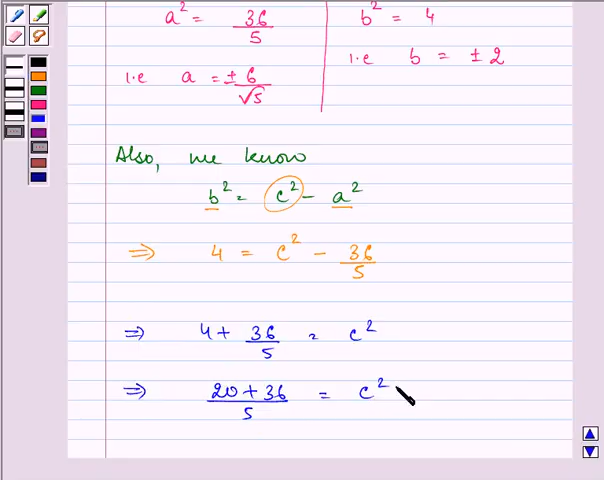 a² = 36/5
i.e a = ±6/√5
b² = 4
i.e b = ±2
Also, we know
b² = c² - a²
⇒ 4 = c² - 36/5
⇒ 4 + 36/5 = c²
⇒ 20 + 36/5 = c²